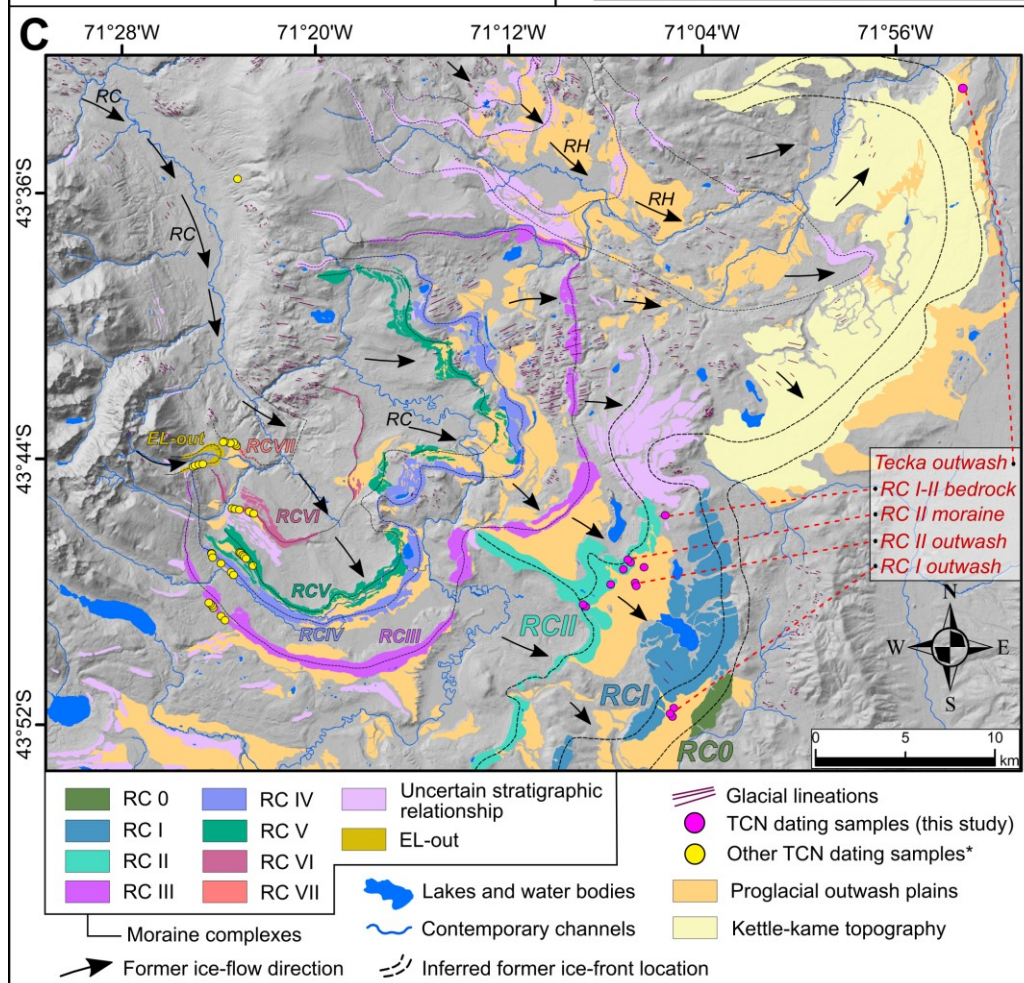 C
71°28'W 71°20'W 71°12'W 71°04'W 71°56'W
43°36'S
43°44'S
43°52'S
RC
RC
RH
RH
RC
EL-out
RCVII
RCVI
RCV
RCIV
RCIII
RCII
RCI
RC0
Tecka outwash
RC I-II bedrock
RC II moraine
RC II outwash
RC I outwash
N
W E
S
0 5 10
km
RC 0
RC I
RC II
RC III
RC IV
RC V
RC VI
RC VII
Uncertain stratigraphic
relationship
EL-out
Moraine complexes
Lakes and water bodies
Contemporary channels
Former ice-flow direction
Inferred former ice-front location
Glacial lineations
TCN dating samples (this study)
Other TCN dating samples*
Proglacial outwash plains
Kettle-kame topography